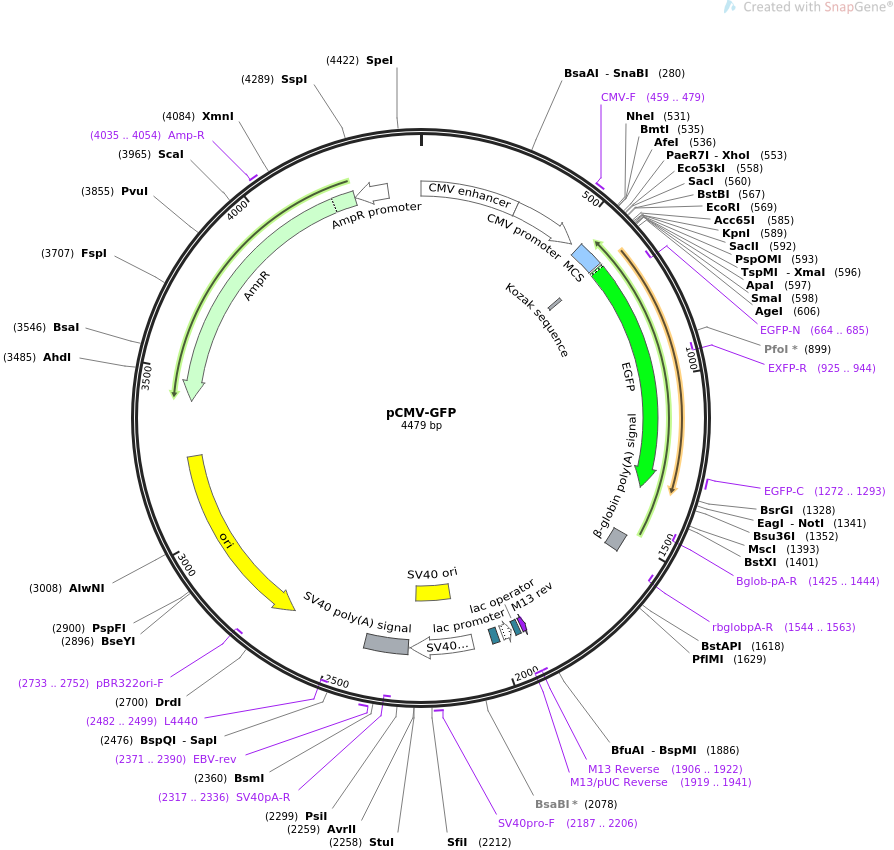 Created with SnapGene®
(4422) SpeI
(4289) SspI
(4084) XmnI
(4035 .. 4054) Amp-R
(3965) ScaI
(3855) PvuI
(3707) FspI
(3546) BsaI
(3485) AhdI
BsaAI - SnaBI (280)
CMV-F (459 .. 479)
NheI (531)
BmtI (535)
AfeI (536)
PaeR7I - XhoI (553)
Eco53kI (558)
SacI (560)
BstBI (567)
EcoRI (569)
Acc65I (585)
KpnI (589)
SacII (592)
PspOMI (593)
TspMI - XmaI (596)
ApaI (597)
SmaI (598)
AgeI (606)
EGFP-N (664 .. 685)
PfoI * (899)
EXFP-R (925 .. 944)
EGFP-C (1272 .. 1293)
BsrGI (1328)
EagI - NotI (1341)
Bsu36I (1352)
MscI (1393)
BstXI (1401)
Bglob-pA-R (1425 .. 1444)
rbglobpA-R (1544 .. 1563)
BstAPI (1618)
PflMI (1629)
BfuAI - BspMI (1886)
M13 Reverse (1906 .. 1922)
M13/pUC Reverse (1919 .. 1941)
BsaBI * (2078)
SV40pro-F (2187 .. 2206)
SfiI (2212)
(2258) StuI
(2259) AvrII
(2299) PsiI
(2317 .. 2336) SV40pA-R
(2360) BsmI
(2371 .. 2390) EBV-rev
(2476) BspQI - SapI
(2482 .. 2499) L4440
(2700) DrdI
(2733 .. 2752) pBR322ori-F
(2896) BseYI
(2900) PspFI
(3008) AlwNI
500
1000
1500
2000
2500
3000
3500
4000
CMV enhancer
CMV promoter
MCS
Kozak sequence
EGFP
β-globin poly(A) signal
M13 rev
lac operator
lac promoter
SV40...
SV40 ori
SV40 poly(A) signal
ori
AmpR
AmpR promoter
pCMV-GFP
4479 bp